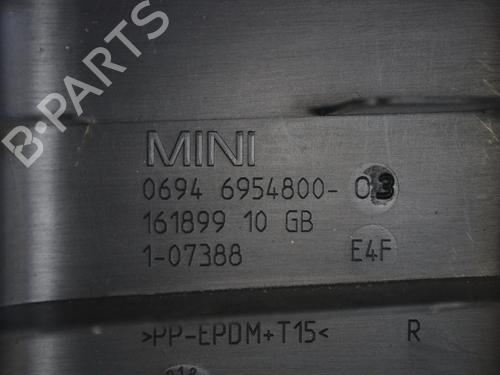 B-PARTS
MINI
0694 6954800-03
161899 10 GB
1-07388 E4F
>PP-EPDM+T15< R